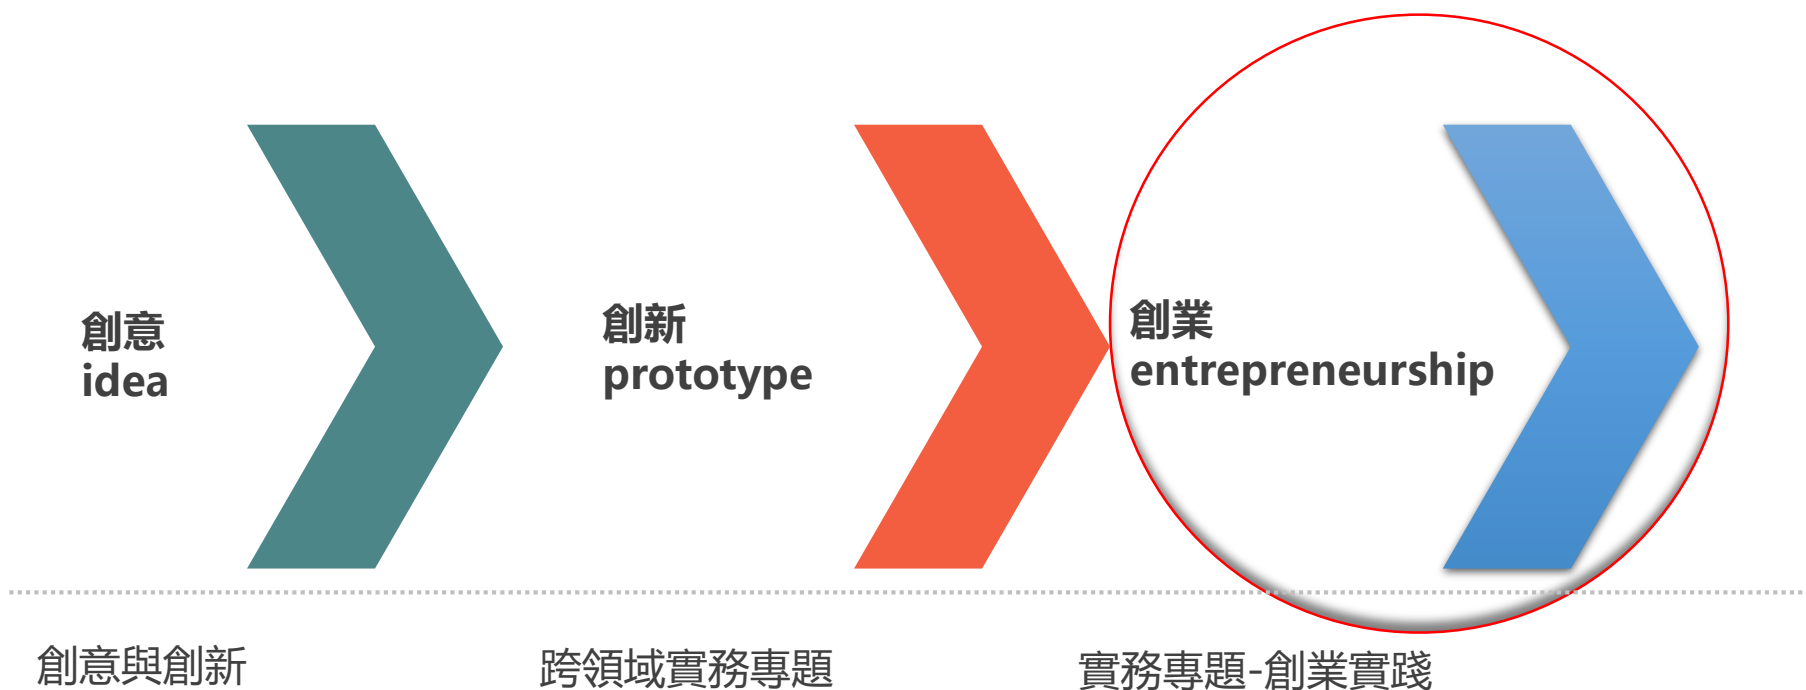 創意
idea
創新
prototype
創業
entrepreneurship
創意與創新
跨領域實務專題
實務專題-創業實踐